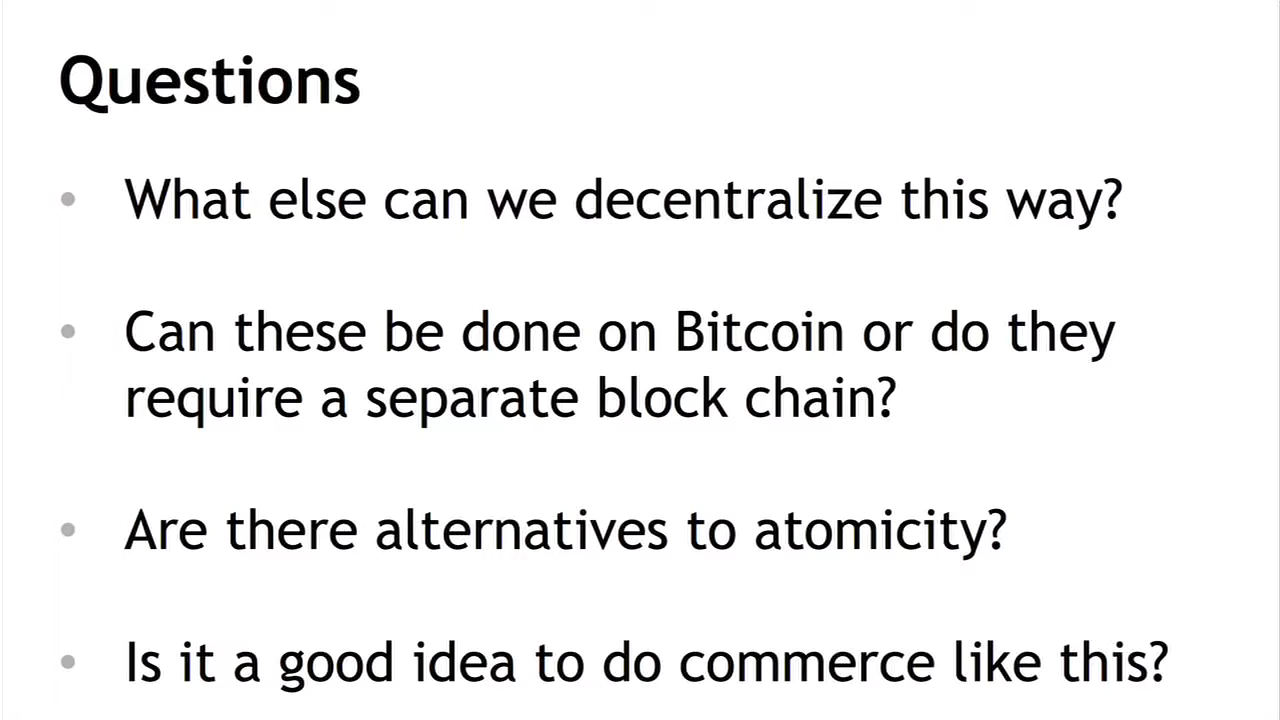 Questions
• What else can we decentralize this way?
• Can these be done on Bitcoin or do they
require a separate block chain?
• Are there alternatives to atomicity?
• Is it a good idea to do commerce like this?